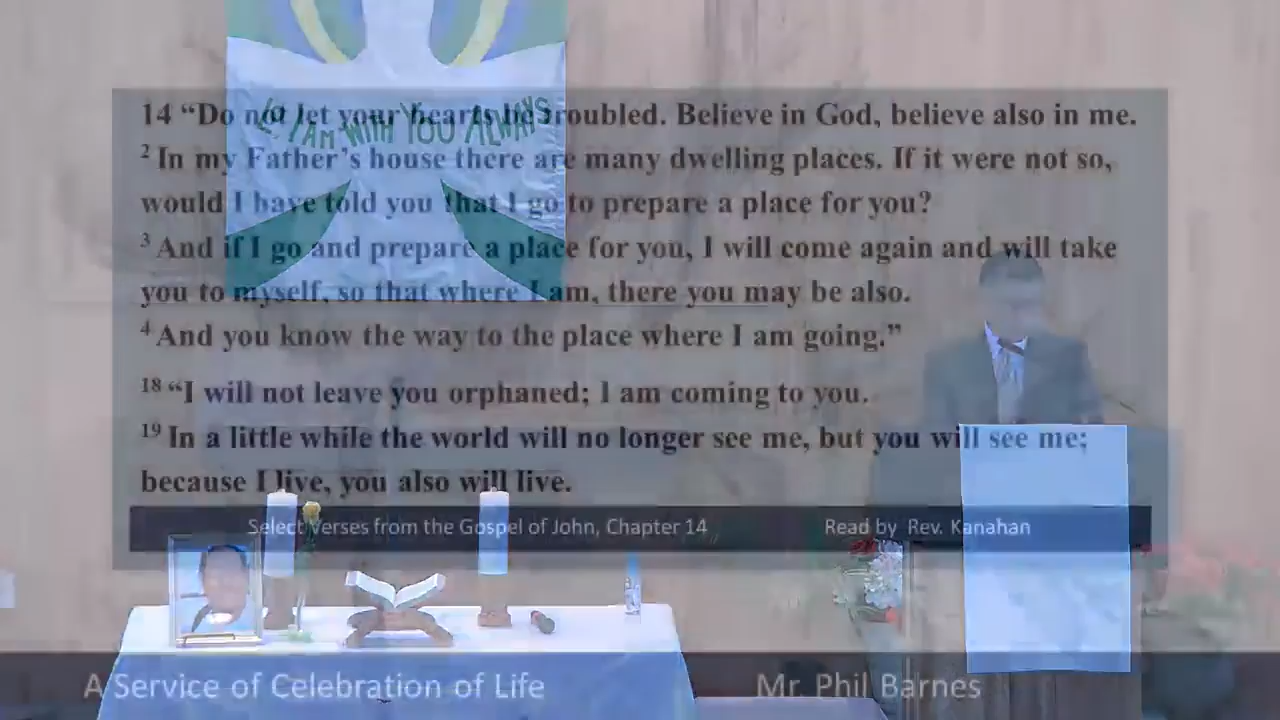 LO, I AM WITH YOU ALWAYS
14 “Do not let your hearts be troubled. Believe in God, believe also in me.
2 In my Father’s house there are many dwelling places. If it were not so,
would I have told you that I go to prepare a place for you?
3 And if I go and prepare a place for you, I will come again and will take
you to myself, so that where I am, there you may be also.
4 And you know the way to the place where I am going.”
18 “I will not leave you orphaned; I am coming to you.
19 In a little while the world will no longer see me, but you will see me;
because I live, you also will live.
Select Verses from the Gospel of John, Chapter 14 Read by Rev. Kanahan
A Service of Celebration of Life Mr. Phil Barnes